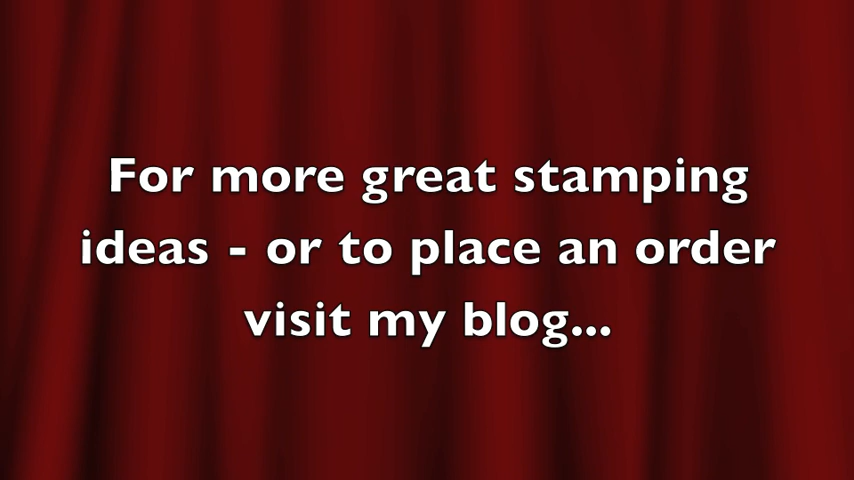 For more great stamping
ideas - or to place an order
visit my blog...